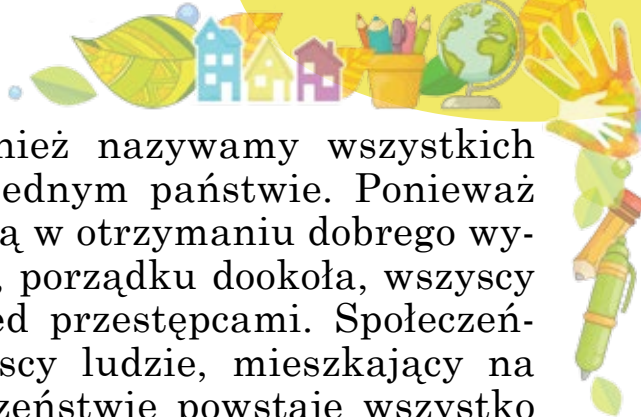 nież nazywamy wszystkich
ednym państwie. Ponieważ
ą w otrzymaniu dobrego wy-
, porządku dookoła, wszyscy
ed przestępcami. Społeczeń-
scy ludzie, mieszkający na
zeństwie powstaje wszystko